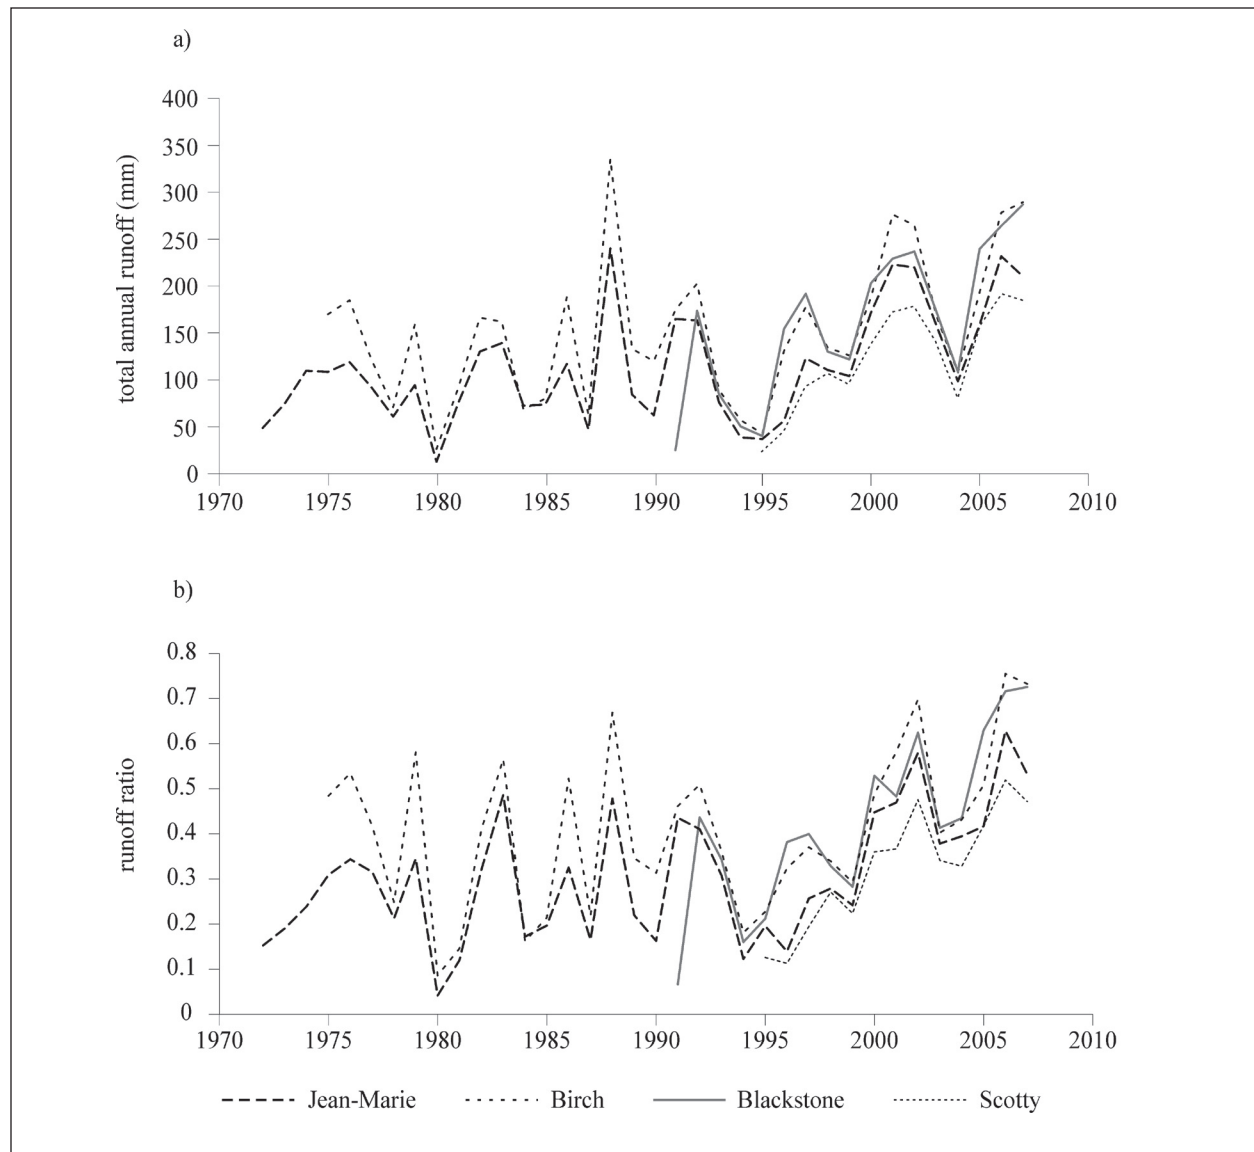 a)
total annual runoff (mm)
400
350
300
250
200
150
100
50
0
1970 1975 1980 1985 1990 1995 2000 2005 2010
b)
runoff ratio
0.8
0.7
0.6
0.5
0.4
0.3
0.2
0.1
0
1970 1975 1980 1985 1990 1995 2000 2005 2010
Jean-Marie Birch Blackstone Scotty